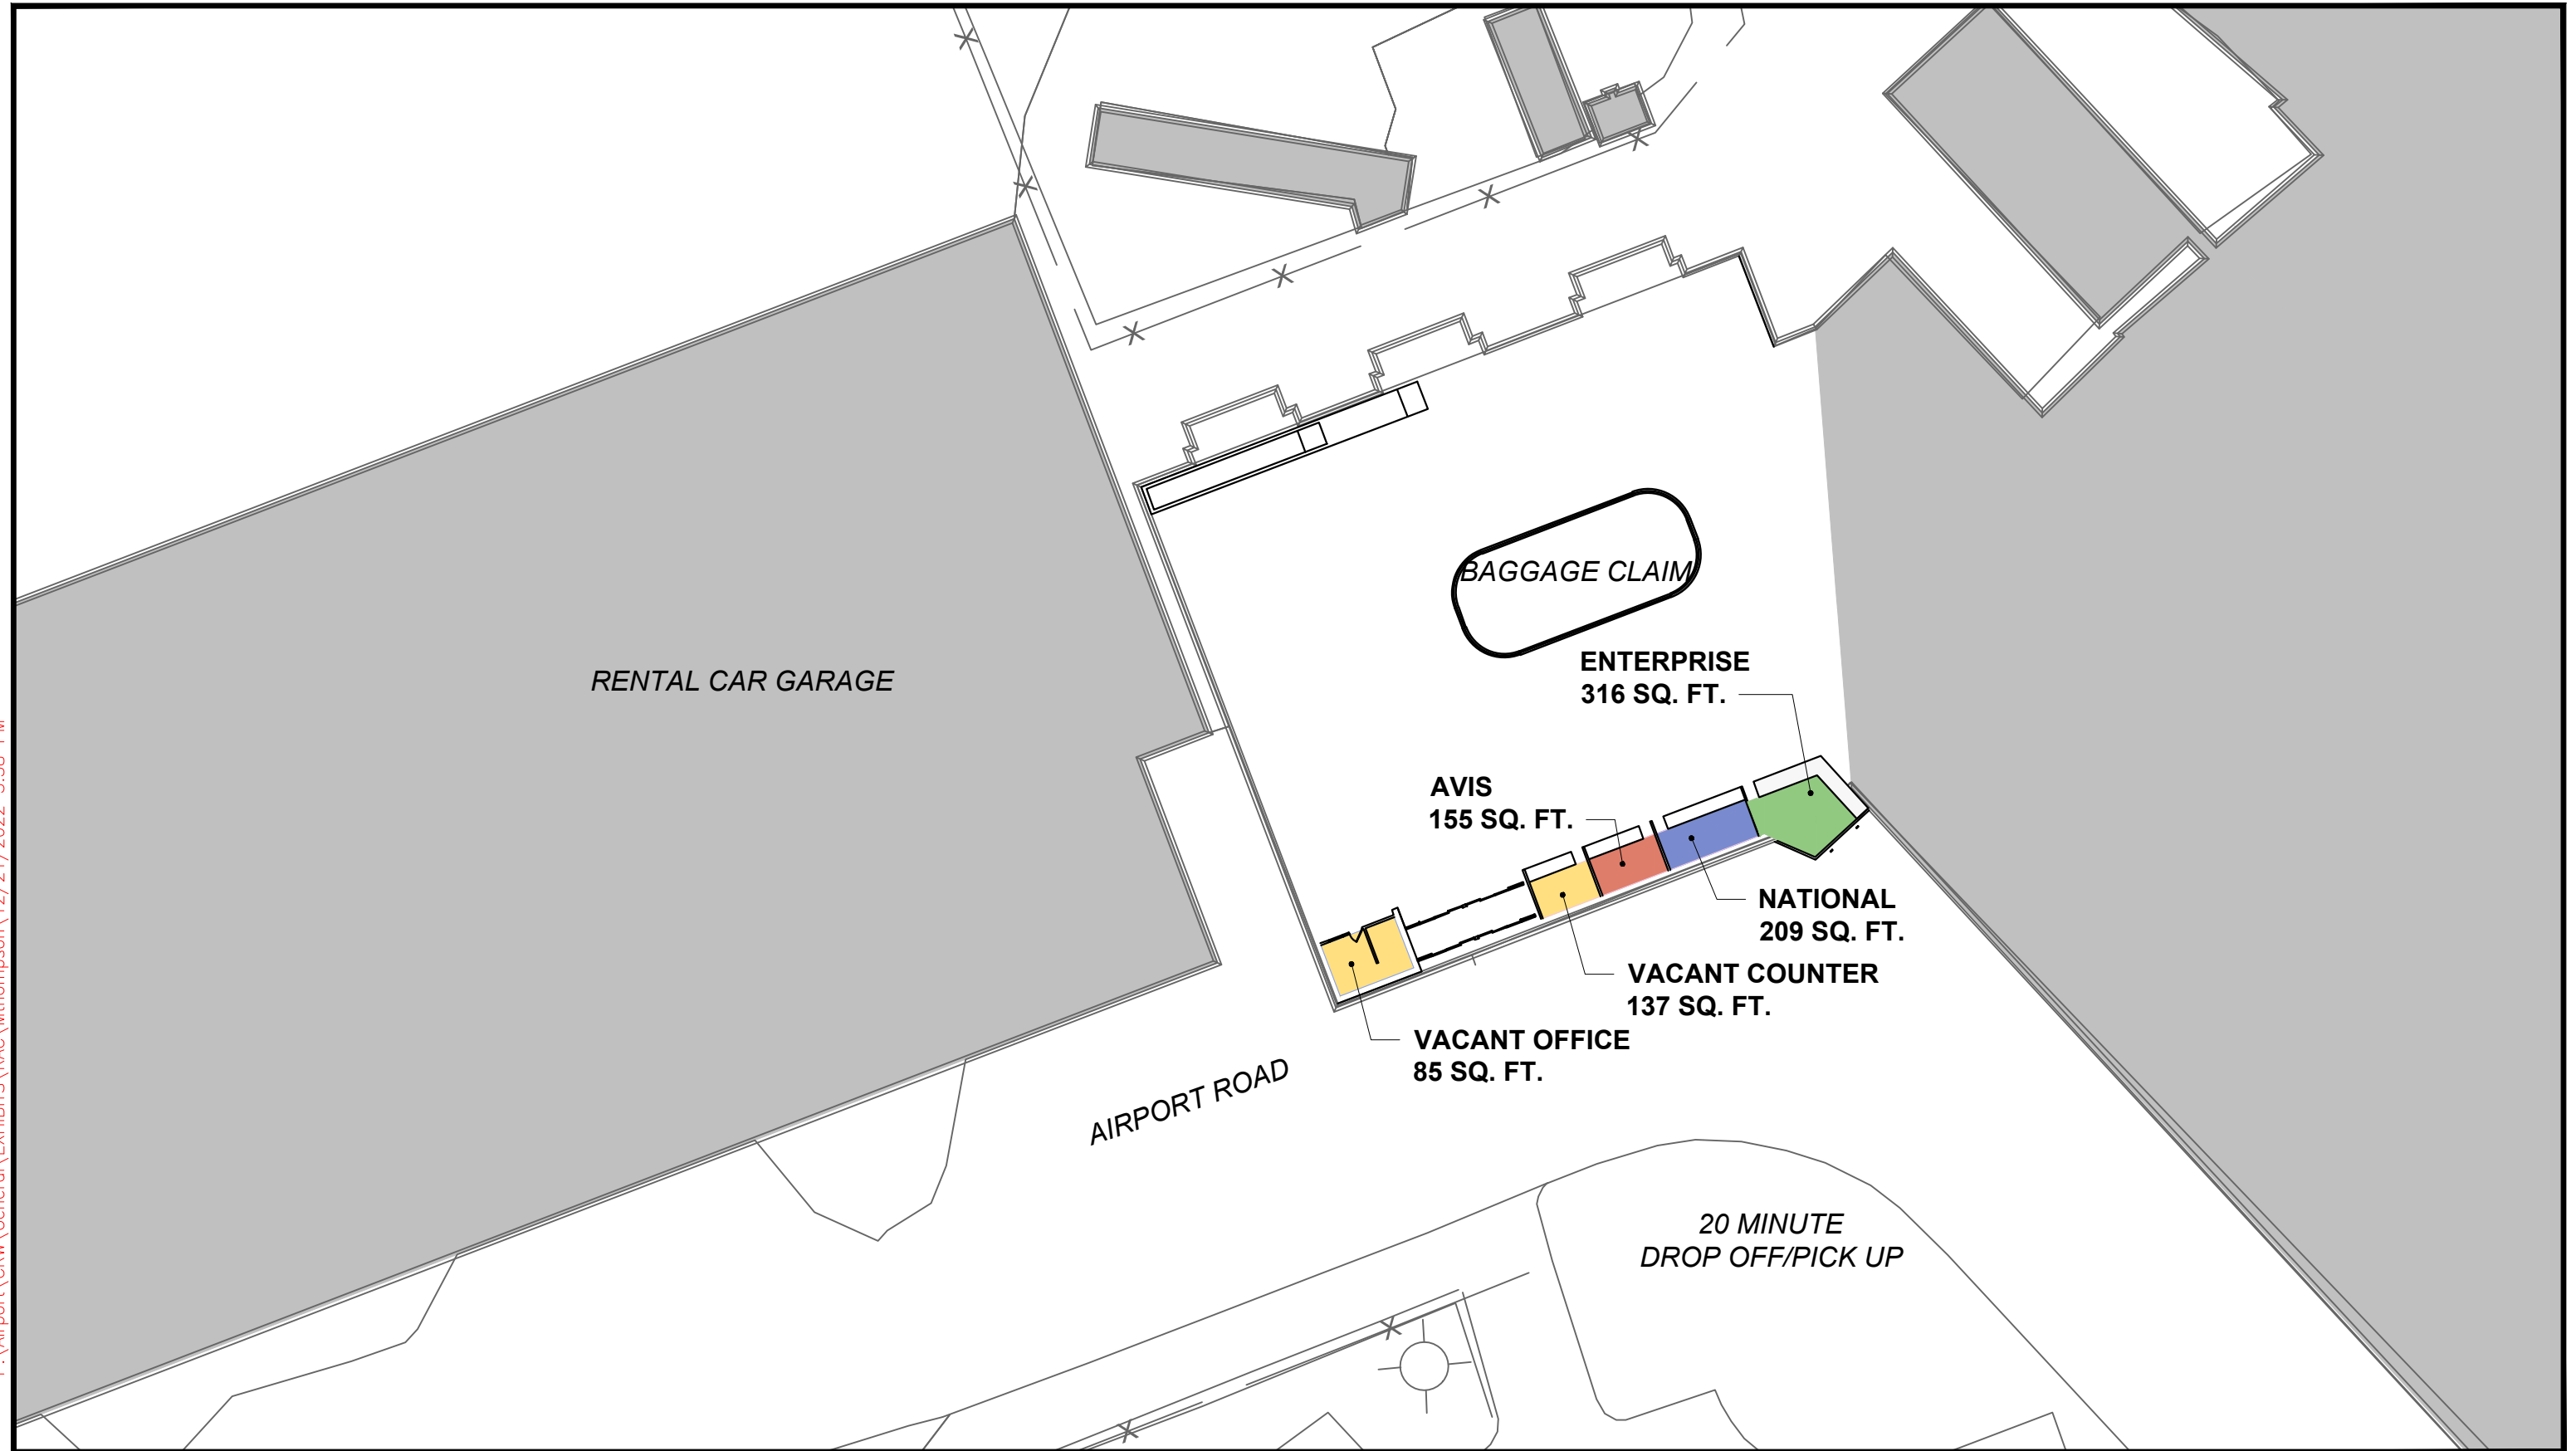 BAGGAGE CLAIM
ENTERPRISE
316 SQ. FT.
RENTAL CAR GARAGE
AVIS
155 SQ. FT.
NATIONAL
209 SQ. FT.
VACANT COUNTER
137 SQ. FT.
VACANT OFFICE
85 SQ. FT.
AIRPORT ROAD
20 MINUTE
DROP OFF/PICK UP